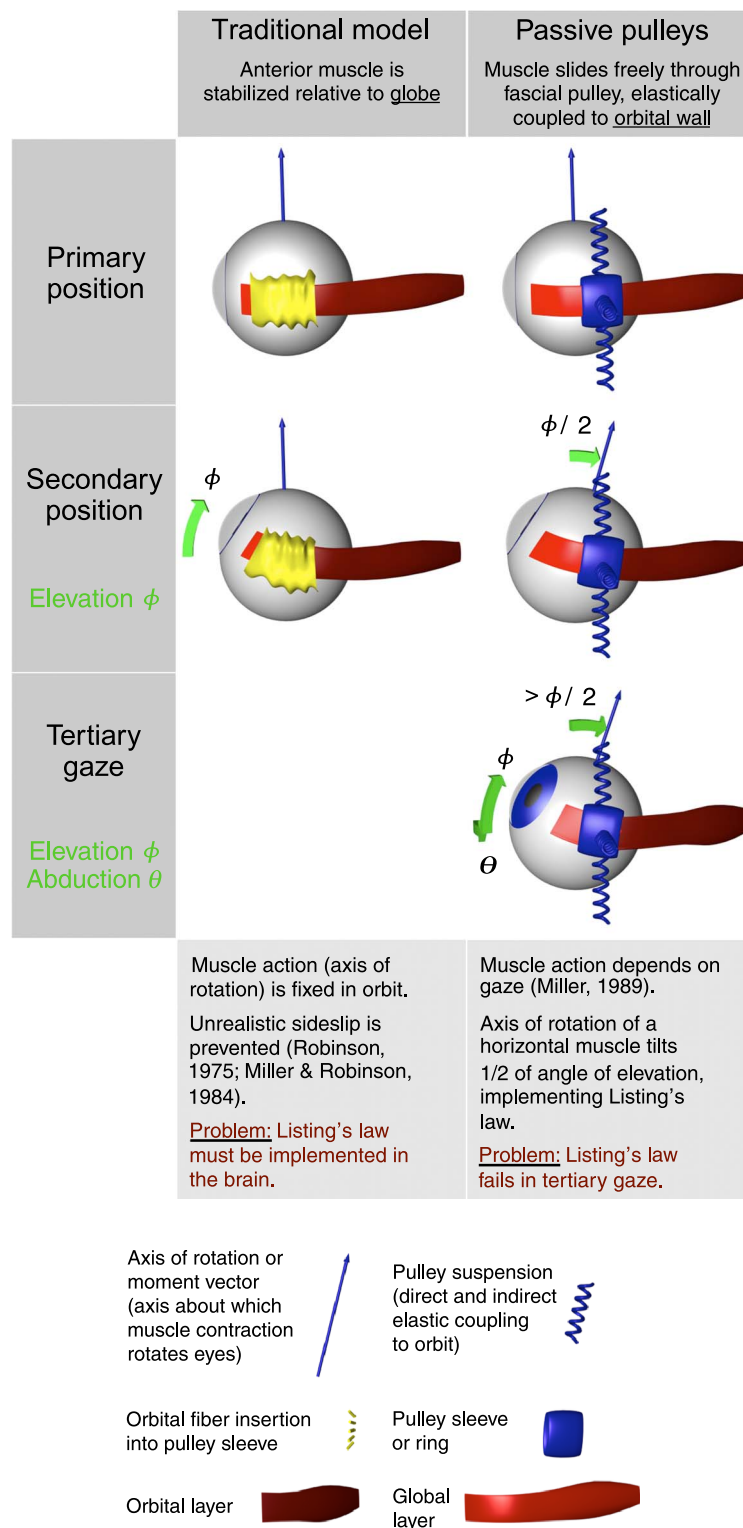 Traditional model
Anterior muscle is
stabilized relative to globe
Passive pulleys
Muscle slides freely through
fascial pulley, elastically
coupled to orbital wall
Primary
position
Secondary
position
Elevation ϕ
ϕ
ϕ/ 2
Tertiary
gaze
Elevation ϕ
Abduction θ
> ϕ/ 2
ϕ
θ
Muscle action (axis of
rotation) is fixed in orbit.
Unrealistic sideslip is
prevented (Robinson,
1975; Miller & Robinson,
1984).
Problem: Listing's law
must be implemented in
the brain.
Muscle action depends on
gaze (Miller, 1989).
Axis of rotation of a
horizontal muscle tilts
1/2 of angle of elevation,
implementing Listing's
law.
Problem: Listing's law
fails in tertiary gaze.
Axis of rotation or
moment vector
(axis about which
muscle contraction
rotates eyes)
Pulley suspension
(direct and indirect
elastic coupling
to orbit)
Orbital fiber insertion
into pulley sleeve
Pulley sleeve
or ring
Orbital layer
Global
layer